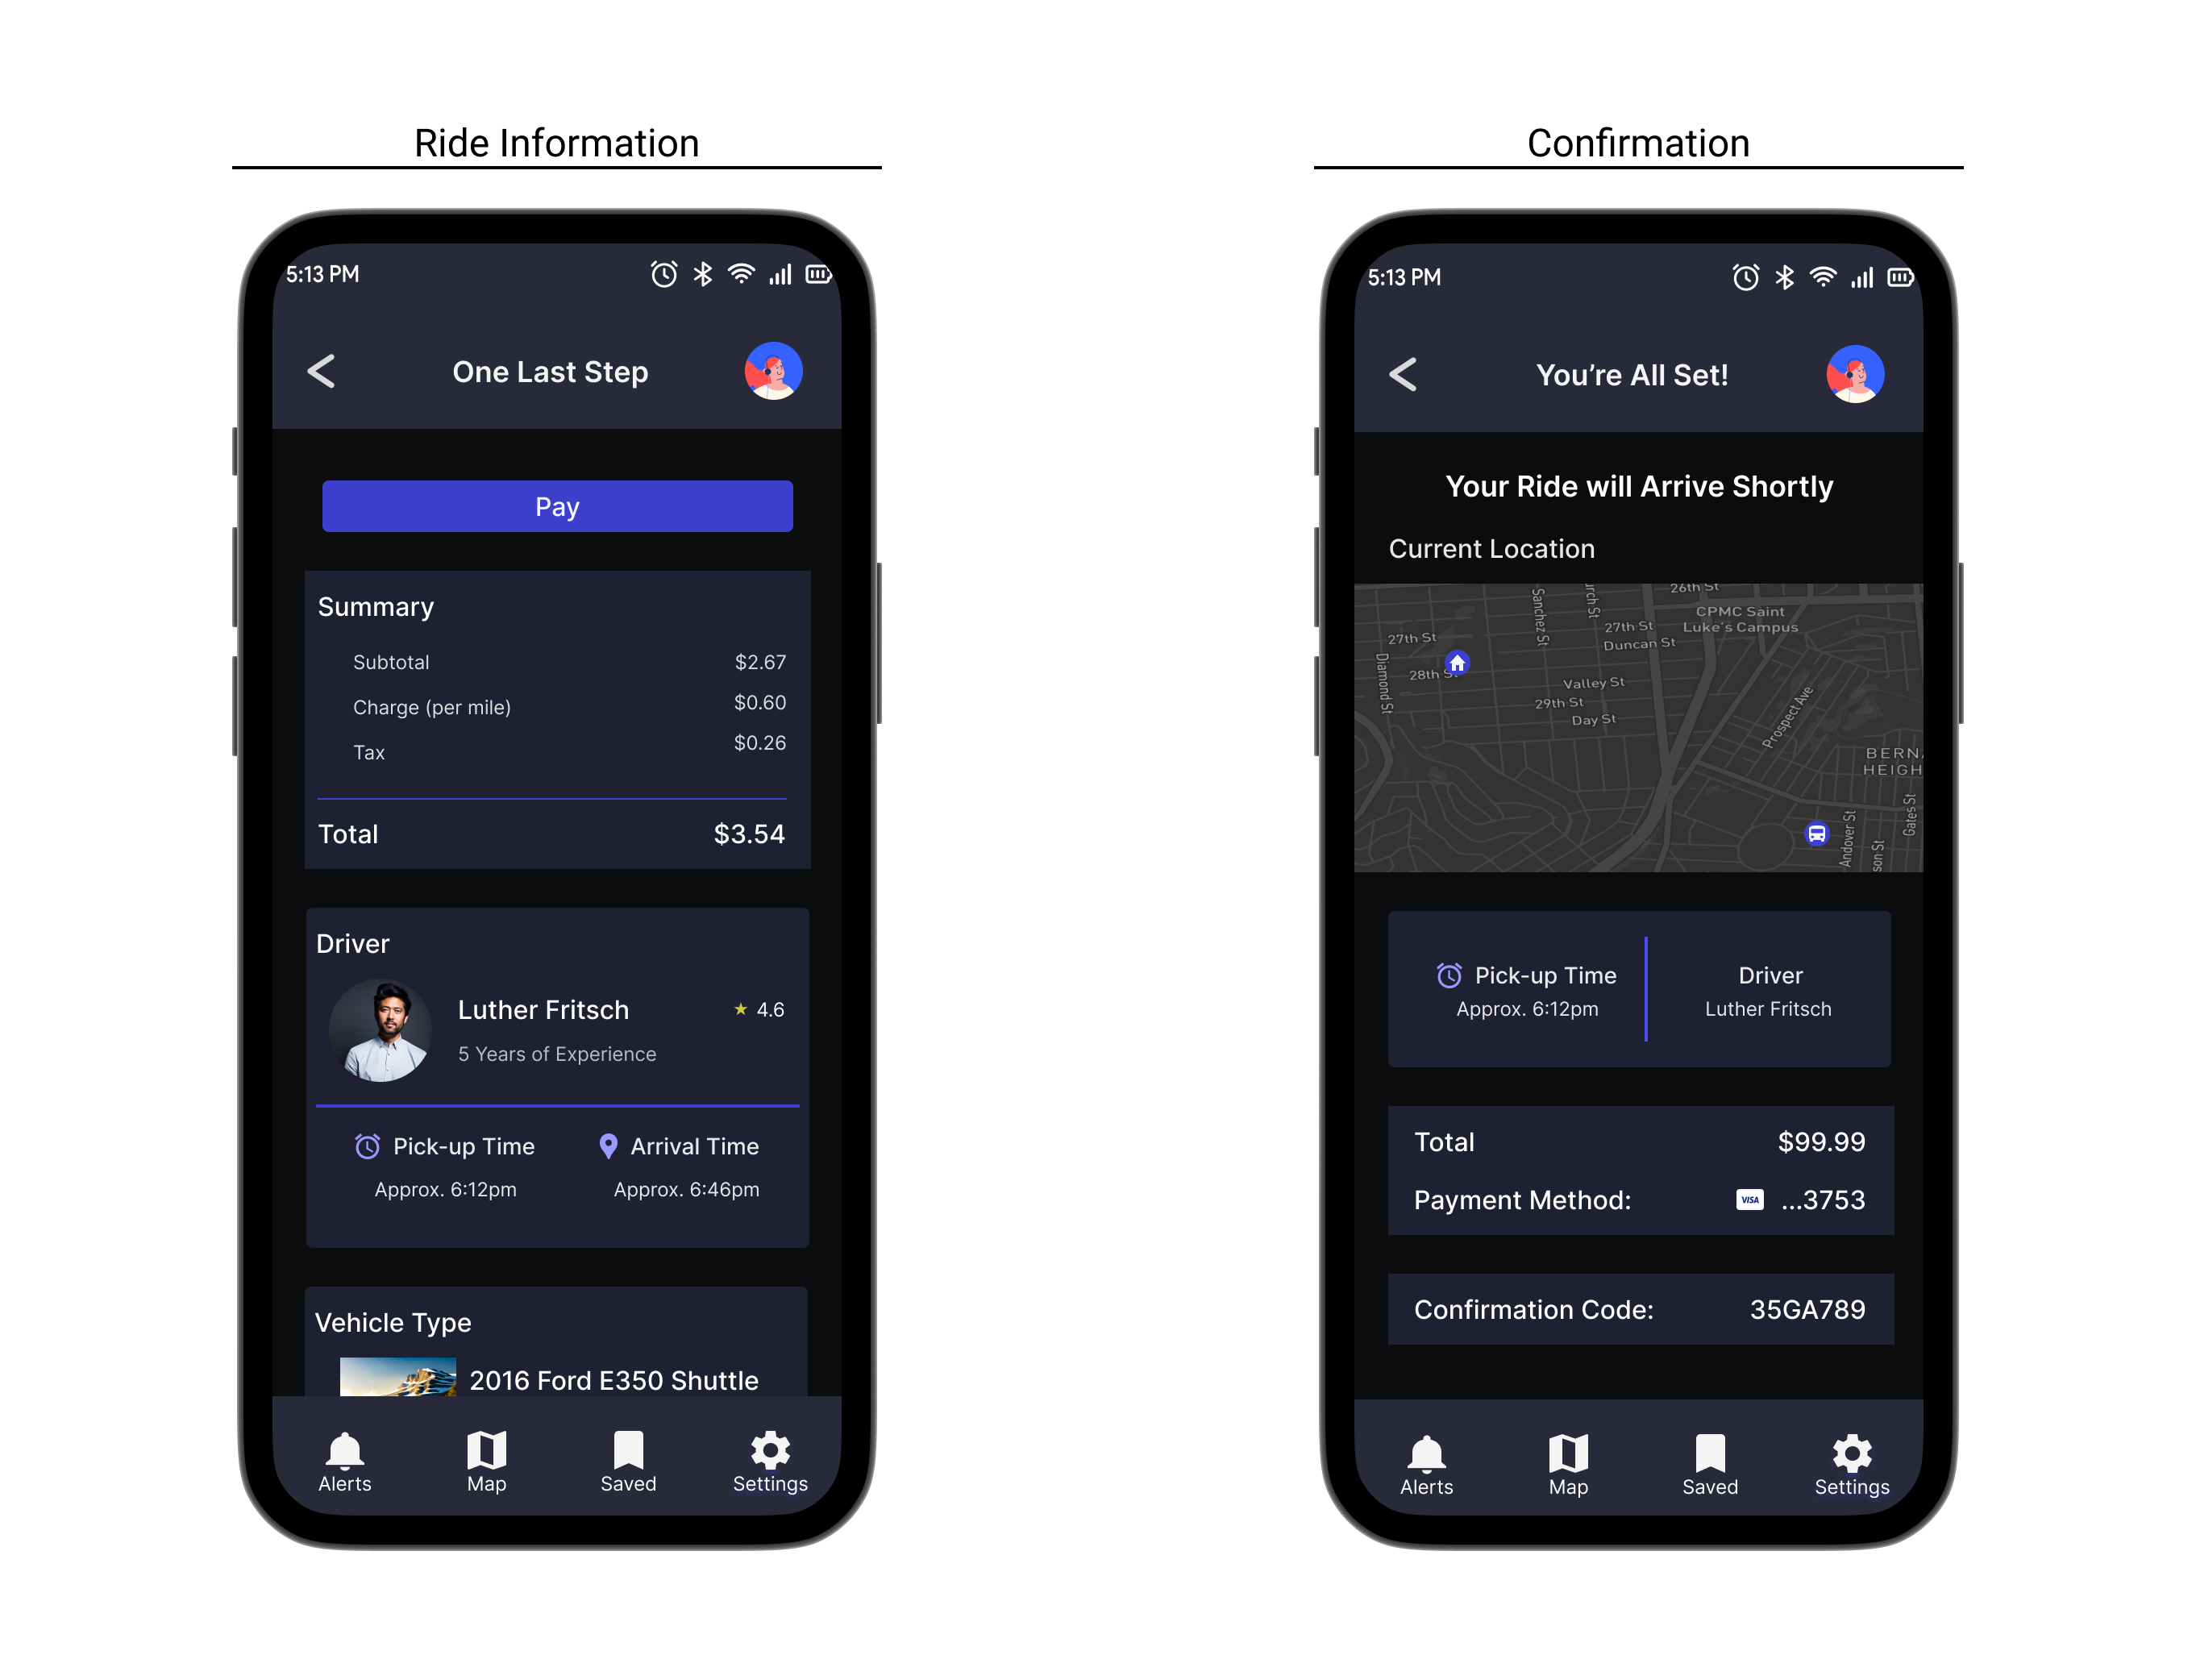 Ride Information
5:13 PM
One Last Step
Pay
Summary
Subtotal $2.67
Charge (per mile) $0.60
Tax $0.26
Total $3.54
Driver
Luther Fritsch ★ 4.6
5 Years of Experience
Pick-up Time Arrival Time
Approx. 6:12pm Approx. 6:46pm
Vehicle Type
2016 Ford E350 Shuttle
Alerts Map Saved Settings
Confirmation
5:13 PM
You’re All Set!
Your Ride will Arrive Shortly
Current Location
26th St
Sanchez St
CPMC Saint
Luke's Campus
27th St
27th St
Duncan St
Diamond St
28th St
Valley St
29th St
Day St
Prospect Ave
BERNA
HEIGH
Gates St
Andover St
son St
Pick-up Time Driver
Approx. 6:12pm Luther Fritsch
Total $99.99
Payment Method: VISA ...3753
Confirmation Code: 35GA789
Alerts Map Saved Settings